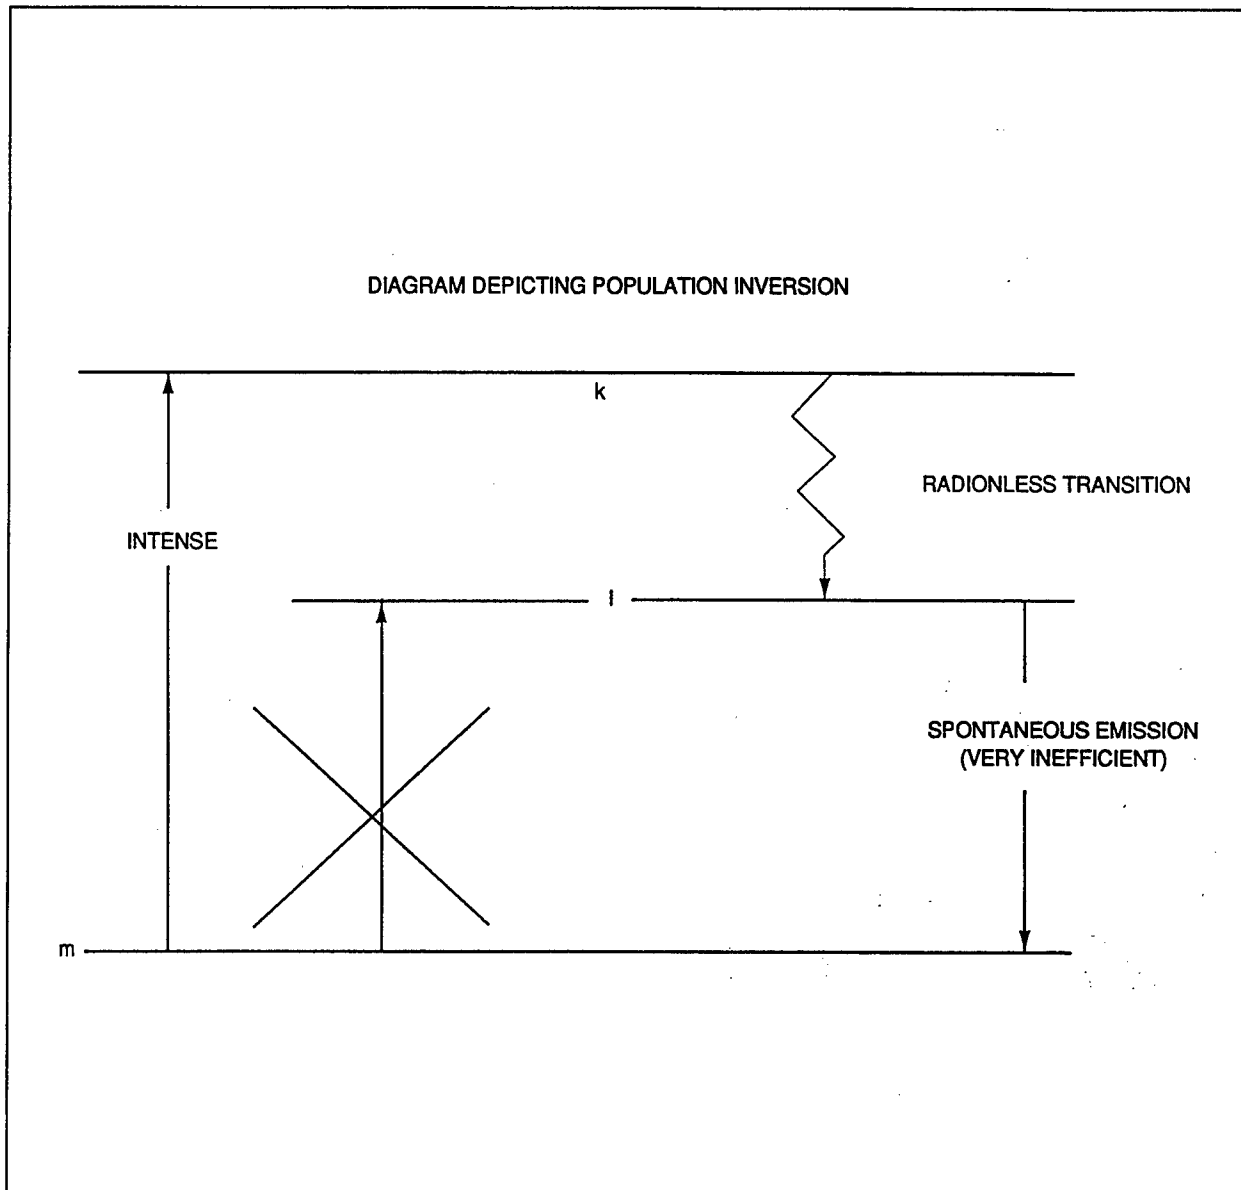 DIAGRAM DEPICTING POPULATION INVERSION
k
RADIONLESS TRANSITION
INTENSE
l
SPONTANEOUS EMISSION
(VERY INEFFICIENT)
m